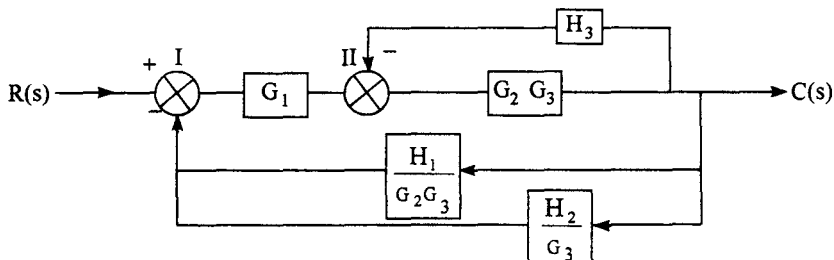 H₃
I II −
+
R(s) G₁ G₂ G₃ C(s)
−
H₁
G₂G₃
H₂
G₃